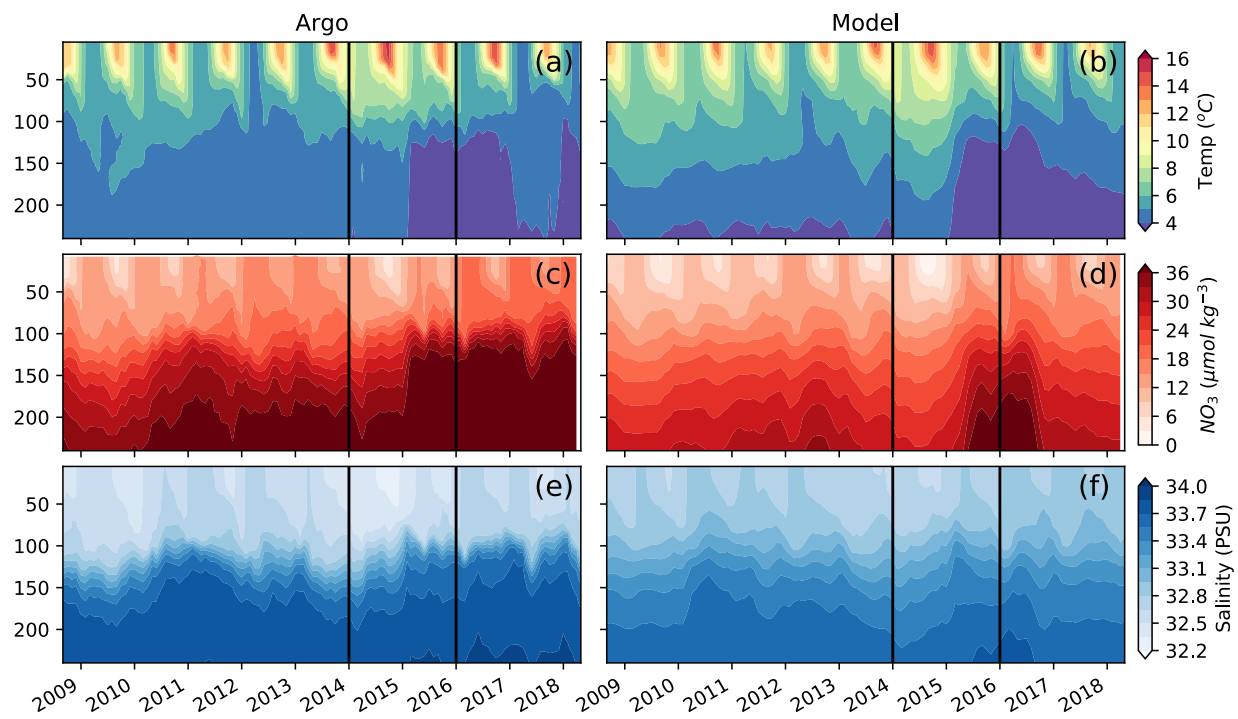 Argo Model
50 100 150 200 (a) (b) 16 14 12 10 8 6 4 Temp (°C)
50 100 150 200 (c) (d) 36 30 24 18 12 6 0 NO₃ (μmol kg⁻³)
50 100 150 200 (e) (f) 34.0 33.7 33.4 33.1 32.8 32.5 32.2 Salinity (PSU)
2009 2010 2011 2012 2013 2014 2015 2016 2017 2018 2009 2010 2011 2012 2013 2014 2015 2016 2017 2018